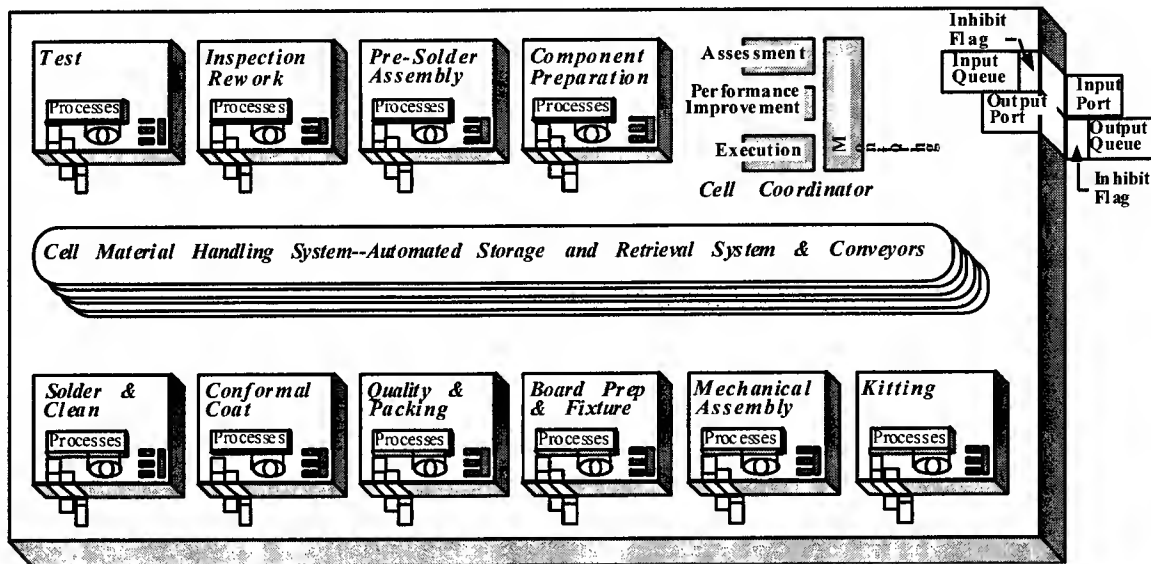 Test
Processes
Inspection
Rework
Processes
Pre-Solder
Assembly
Processes
Component
Preparation
Processes
Assessment
Performance
Improvement
Execution
M
Cell Coordinator
Inhibit
Flag
Input
Queue
Output
Port
Input
Port
Output
Queue
Inhibit
Flag
Cell Material Handling System--Automated Storage and Retrieval System & Conveyors
Solder &
Clean
Processes
Conformal
Coat
Processes
Quality &
Packing
Processes
Board Prep
& Fixture
Processes
Mechanical
Assembly
Processes
Kitting
Processes